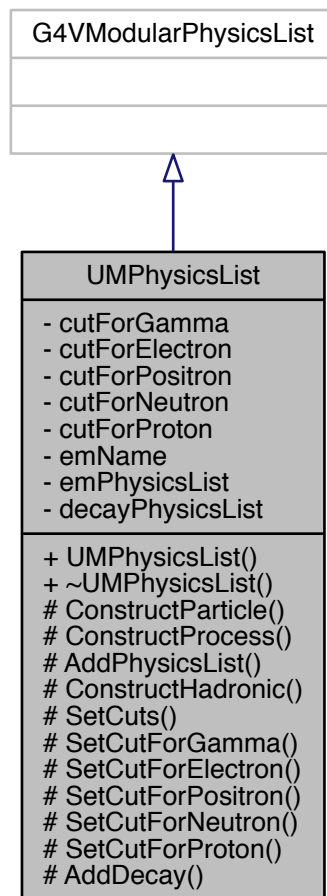 G4VModularPhysicsList
UMPhysicsList
- cutForGamma
- cutForElectron
- cutForPositron
- cutForNeutron
- cutForProton
- emName
- emPhysicsList
- decayPhysicsList
+ UMPhysicsList()
+ ~UMPhysicsList()
# ConstructParticle()
# ConstructProcess()
# AddPhysicsList()
# ConstructHadronic()
# SetCuts()
# SetCutForGamma()
# SetCutForElectron()
# SetCutForPositron()
# SetCutForNeutron()
# SetCutForProton()
# AddDecay()